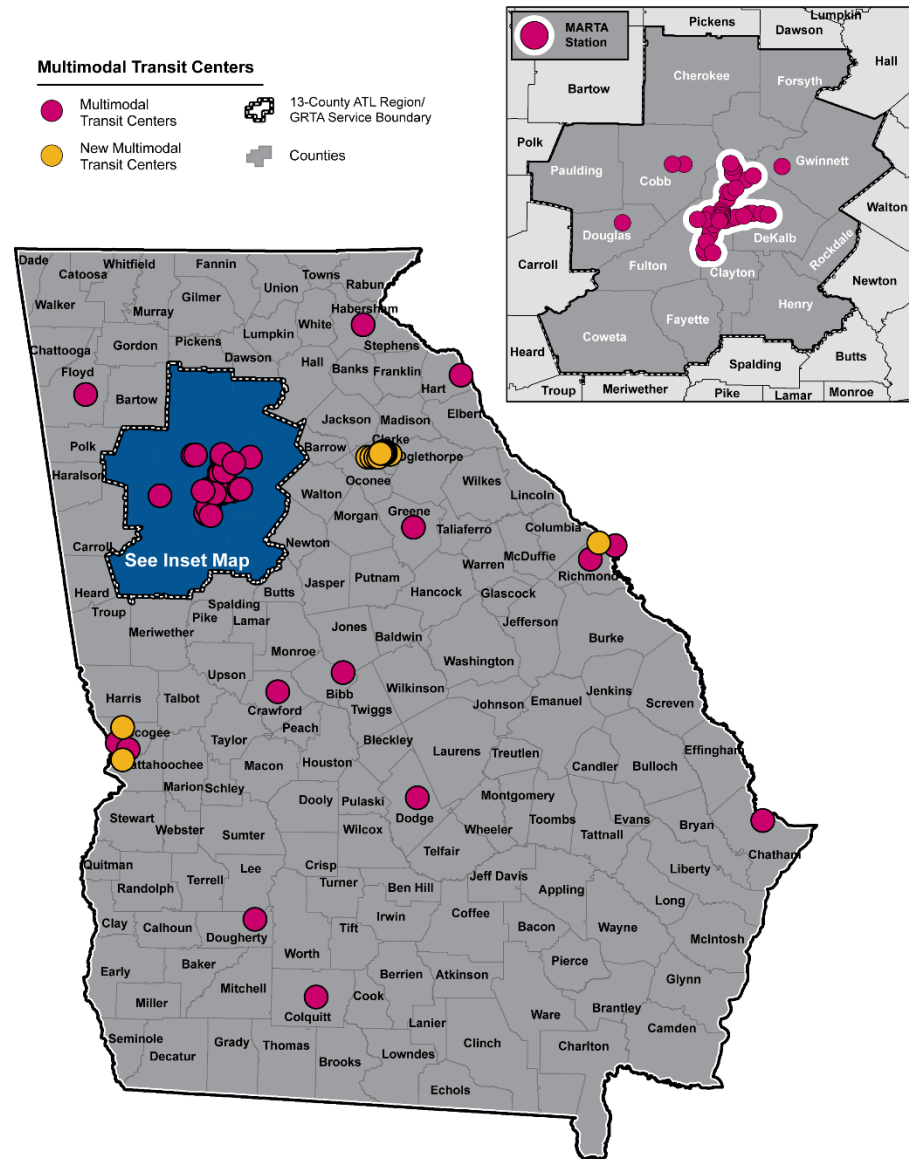 Multimodal Transit Centers
Multimodal
Transit Centers
13-County ATL Region/
GRTA Service Boundary
New Multimodal
Transit Centers
Counties
MARTA
Station
Pickens
Lumpkin
Dawson
Hall
Cherokee
Forsyth
Bartow
Polk
Paulding
Cobb
Gwinnett
Walton
Douglas
DeKalb
Rockdale
Carroll
Fulton
Clayton
Newton
Henry
Fayette
Coweta
Heard
Spalding
Butts
Troup
Meriwether
Pike
Lamar
Monroe
Dade
Catoosa
Whitfield
Fannin
Towns
Rabun
Union
Walker
Murray
Gilmer
Habersham
White
Lumpkin
Stephens
Chattooga
Gordon
Pickens
Dawson
Floyd
Hall
Banks
Franklin
Hart
Bartow
Jackson
Madison
Elbert
Polk
Barrow
Clarke
Oglethorpe
Haralson
Oconee
Walton
Wilkes
Lincoln
Morgan
Greene
Taliaferro
Columbia
Carroll
See Inset Map
Newton
Warren
McDuffie
Richmond
Jasper
Putnam
Heard
Butts
Hancock
Glascock
Troup
Spalding
Pike
Lamar
Meriwether
Jefferson
Jones
Baldwin
Burke
Monroe
Washington
Upson
Harris
Talbot
Bibb
Wilkinson
Crawford
Twiggs
Johnson
Emanuel
Jenkins
Screven
Peach
cogee
Taylor
Bleckley
Laurens
Treutlen
Effingham
attahoochee
Macon
Houston
Candler
Bulloch
Marion
Schley
Dooly
Pulaski
Montgomery
Stewart
Webster
Sumter
Wilcox
Dodge
Wheeler
Toombs
Evans
Tattnall
Bryan
Telfair
Chatham
Quitman
Lee
Crisp
Liberty
Randolph
Terrell
Turner
Ben Hill
Jeff Davis
Appling
Long
Clay
Calhoun
Dougherty
Tift
Irwin
Coffee
Bacon
Wayne
McIntosh
Worth
Early
Baker
Berrien
Atkinson
Pierce
Mitchell
Cook
Glynn
Miller
Colquitt
Lanier
Ware
Brantley
Camden
Seminole
Decatur
Grady
Thomas
Brooks
Lowndes
Clinch
Charlton
Echols